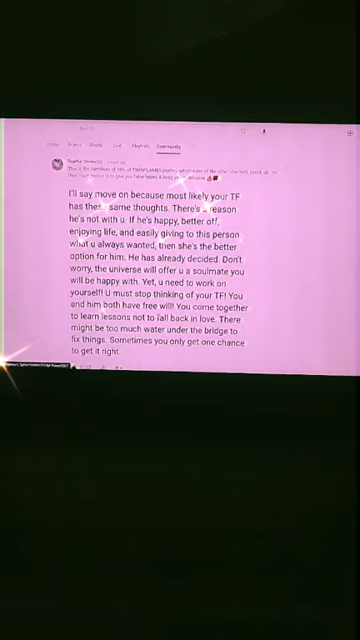 Home Videos Shorts Live Playlists Community
I'll say move on because most likely your TF
has these same thoughts. There's a reason
he's not with u. If he's happy, better off,
enjoying life, and easily giving to this person
what u always wanted, then she's the better
option for him. He has already decided. Don't
worry, the universe will offer u a soulmate you
will be happy with. Yet, u need to work on
yourself! U must stop thinking of your TF! You
and him both have free will! You come together
to learn lessons not to fall back in love. There
might be too much water under the bridge to
fix things. Sometimes you only get one chance
to get it right.